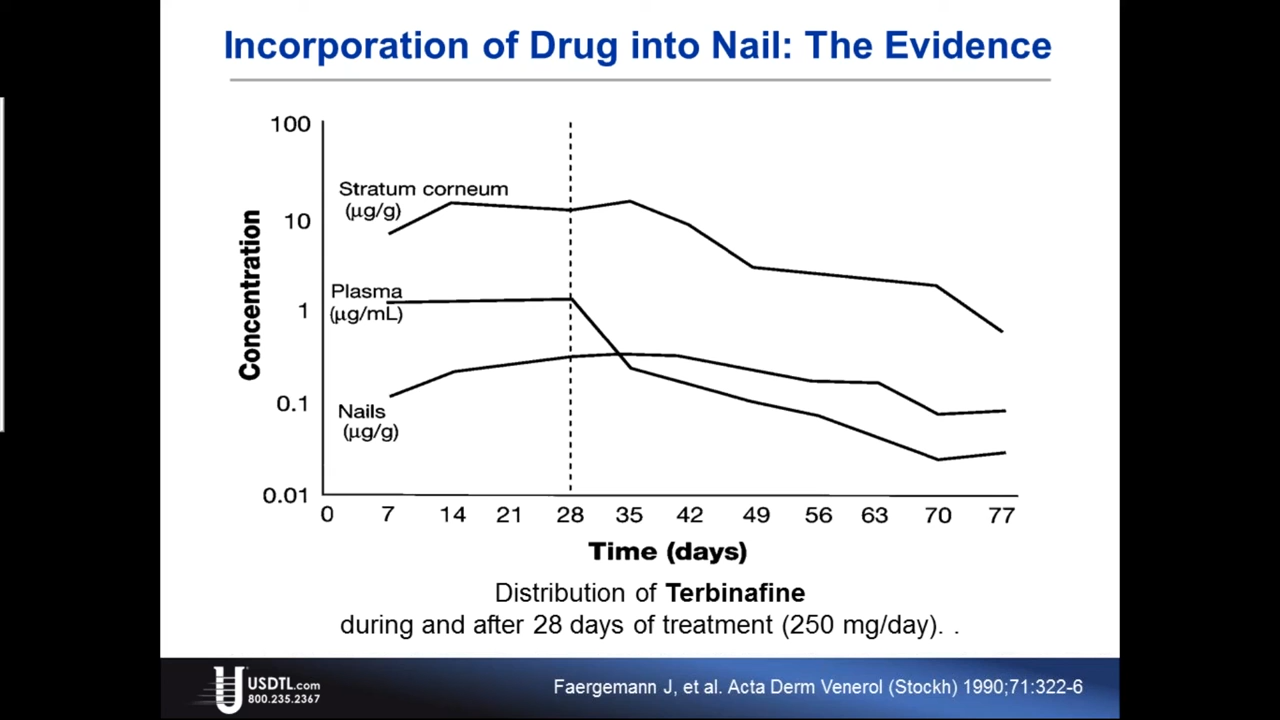 Incorporation of Drug into Nail: The Evidence
100
Stratum corneum
(µg/g)
10
Plasma
(µg/mL)
1
0.1
Nails
(µg/g)
0.01
Concentration
0 7 14 21 28 35 42 49 56 63 70 77
Time (days)
Distribution of Terbinafine
during and after 28 days of treatment (250 mg/day). .
USDTL.com
800.235.2367
Faergemann J, et al. Acta Derm Venerol (Stockh) 1990;71:322-6